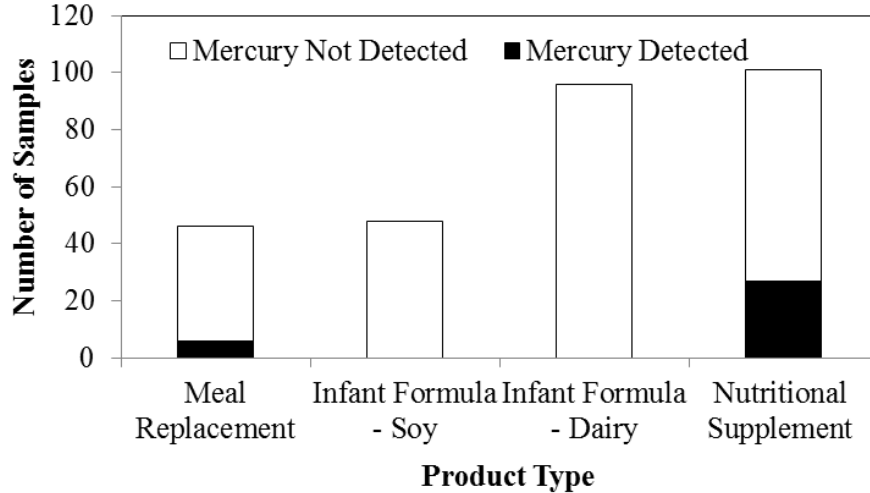 120
100
80
60
40
20
0
Number of Samples
Mercury Not Detected
Mercury Detected
Meal
Replacement
Infant Formula
- Soy
Infant Formula
- Dairy
Nutritional
Supplement
Product Type